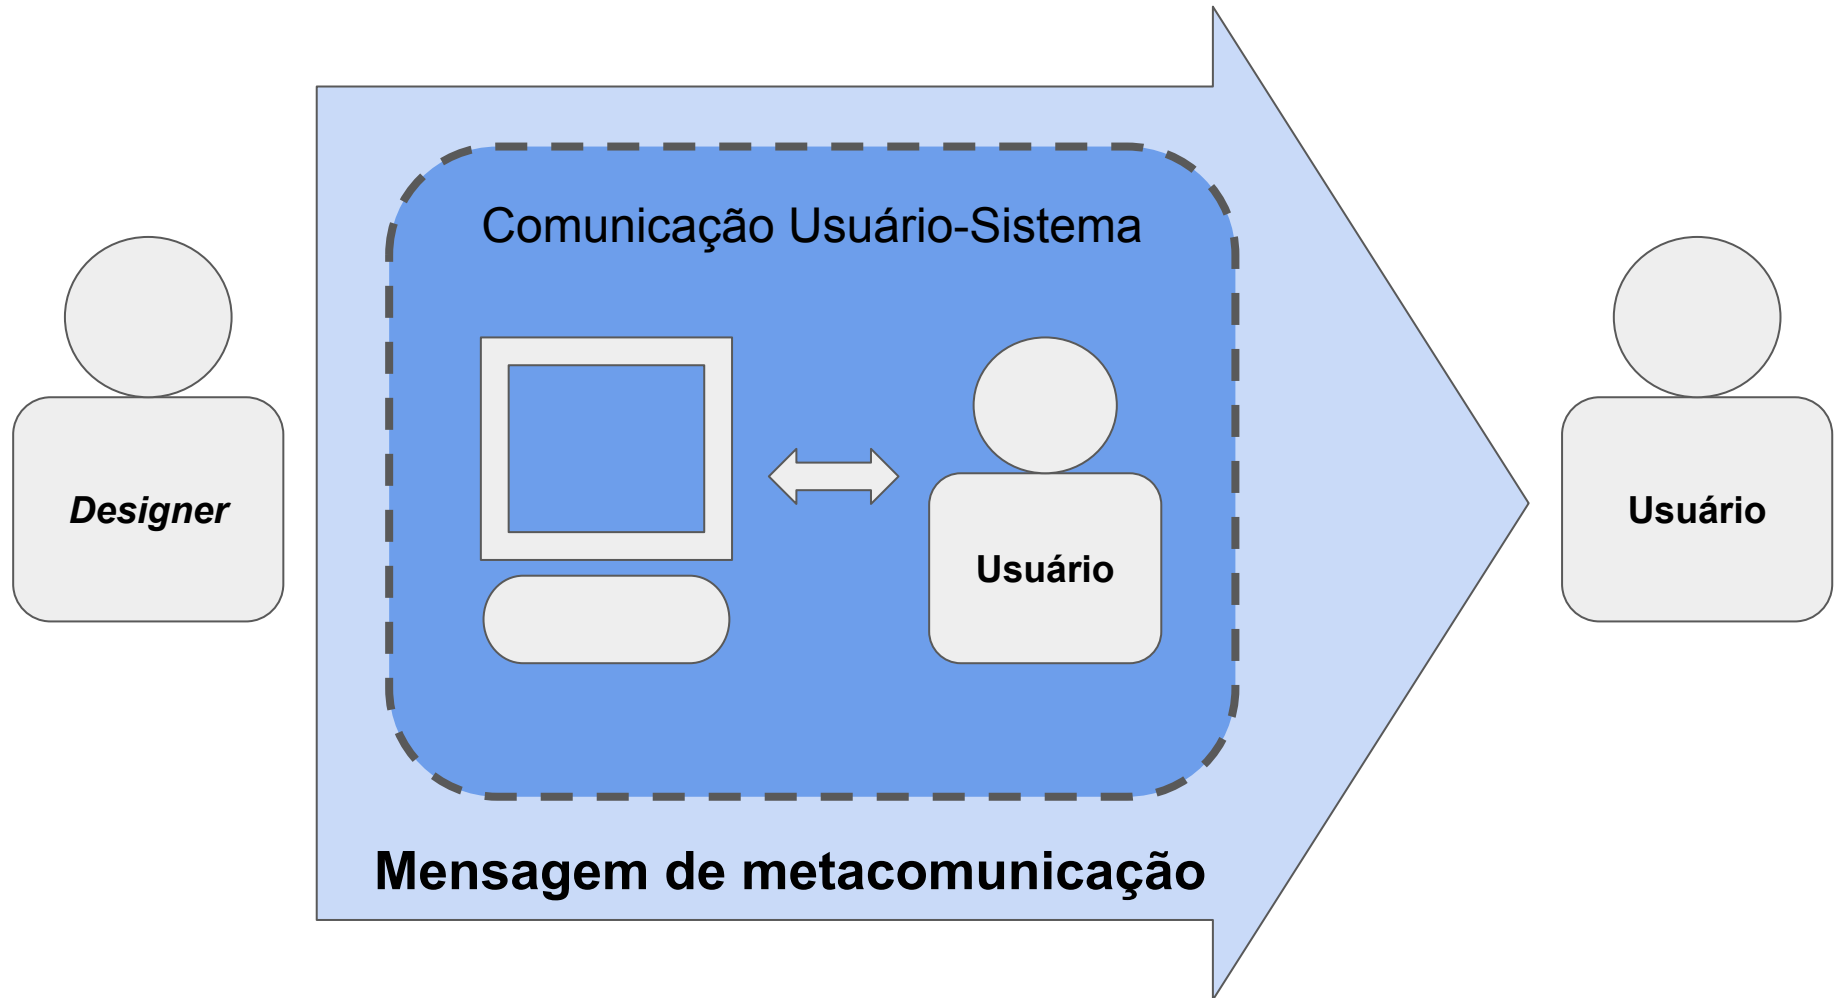 Comunicação Usuário-Sistema
Designer
Usuário
Usuário
Mensagem de metacomunicação